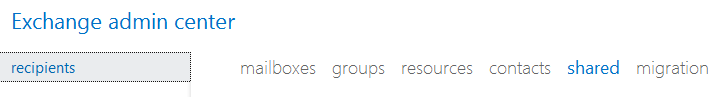 Exchange admin center
recipients mailboxes groups resources contacts shared migration